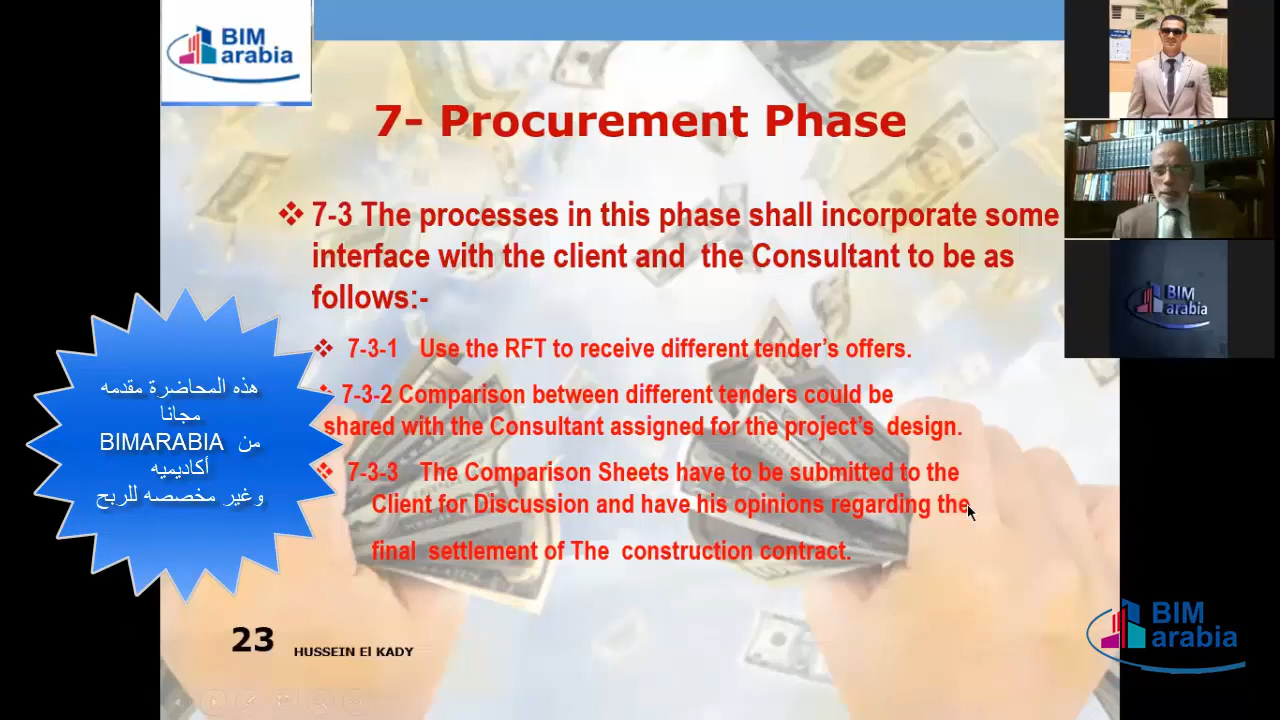 BIM
arabia
7- Procurement Phase
❖ 7-3 The processes in this phase shall incorporate some
interface with the client and the Consultant to be as
follows:-
❖ 7-3-1 Use the RFT to receive different tender's offers.
❖ 7-3-2 Comparison between different tenders could be
shared with the Consultant assigned for the project's design.
❖ 7-3-3 The Comparison Sheets have to be submitted to the
Client for Discussion and have his opinions regarding the
final settlement of The construction contract.
هذه المحاضرة مقدمه
مجانا
من BIMARABIA
أكاديميه
وغير مخصصه للربح
23
HUSSEIN El KADY
BIM
arabia
BIM
arabia